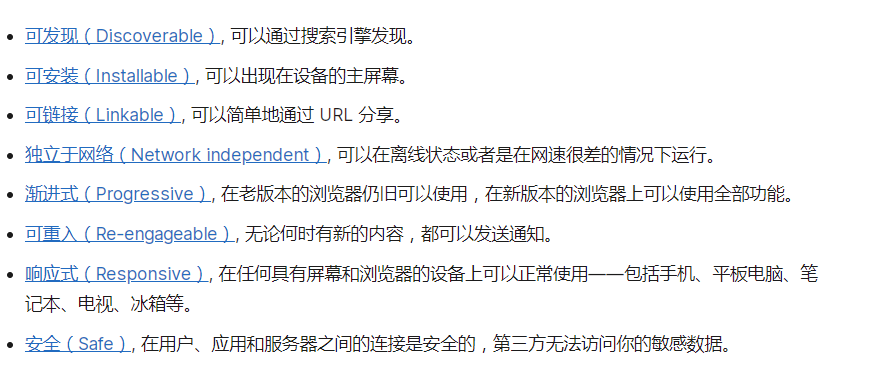 可发现（Discoverable）, 可以通过搜索引擎发现。
可安装（Installable）, 可以出现在设备的主屏幕。
可链接（Linkable）, 可以简单地通过 URL 分享。
独立于网络（Network independent）, 可以在离线状态或者是在网速很差的情况下运行。
渐进式（Progressive）, 在老版本的浏览器仍旧可以使用，在新版本的浏览器上可以使用全部功能。
可重入（Re-engageable）, 无论何时有新的内容，都可以发送通知。
响应式（Responsive）, 在任何具有屏幕和浏览器的设备上可以正常使用——包括手机、平板电脑、笔
记本、电视、冰箱等。
安全（Safe）, 在用户、应用和服务器之间的连接是安全的，第三方无法访问你的敏感数据。